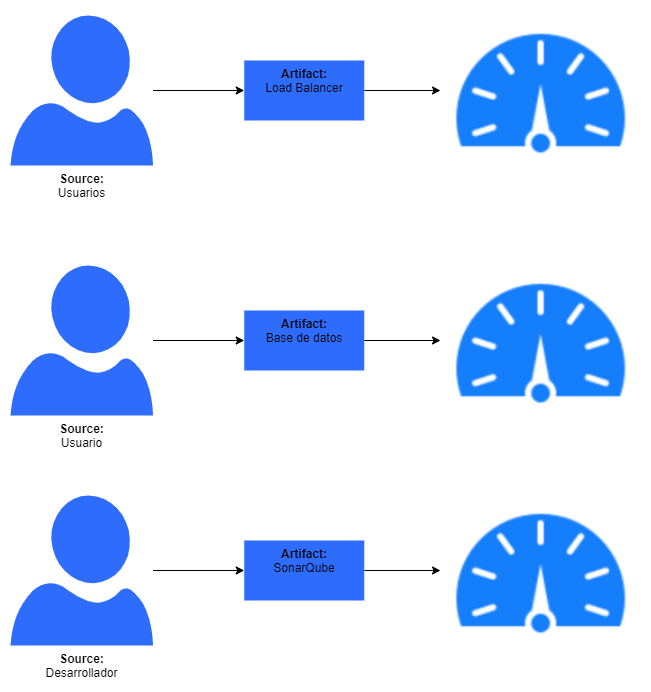 Artifact:
Load Balancer
Source:
Usuarios
Artifact:
Base de datos
Source:
Usuario
Artifact:
SonarQube
Source:
Desarrollador